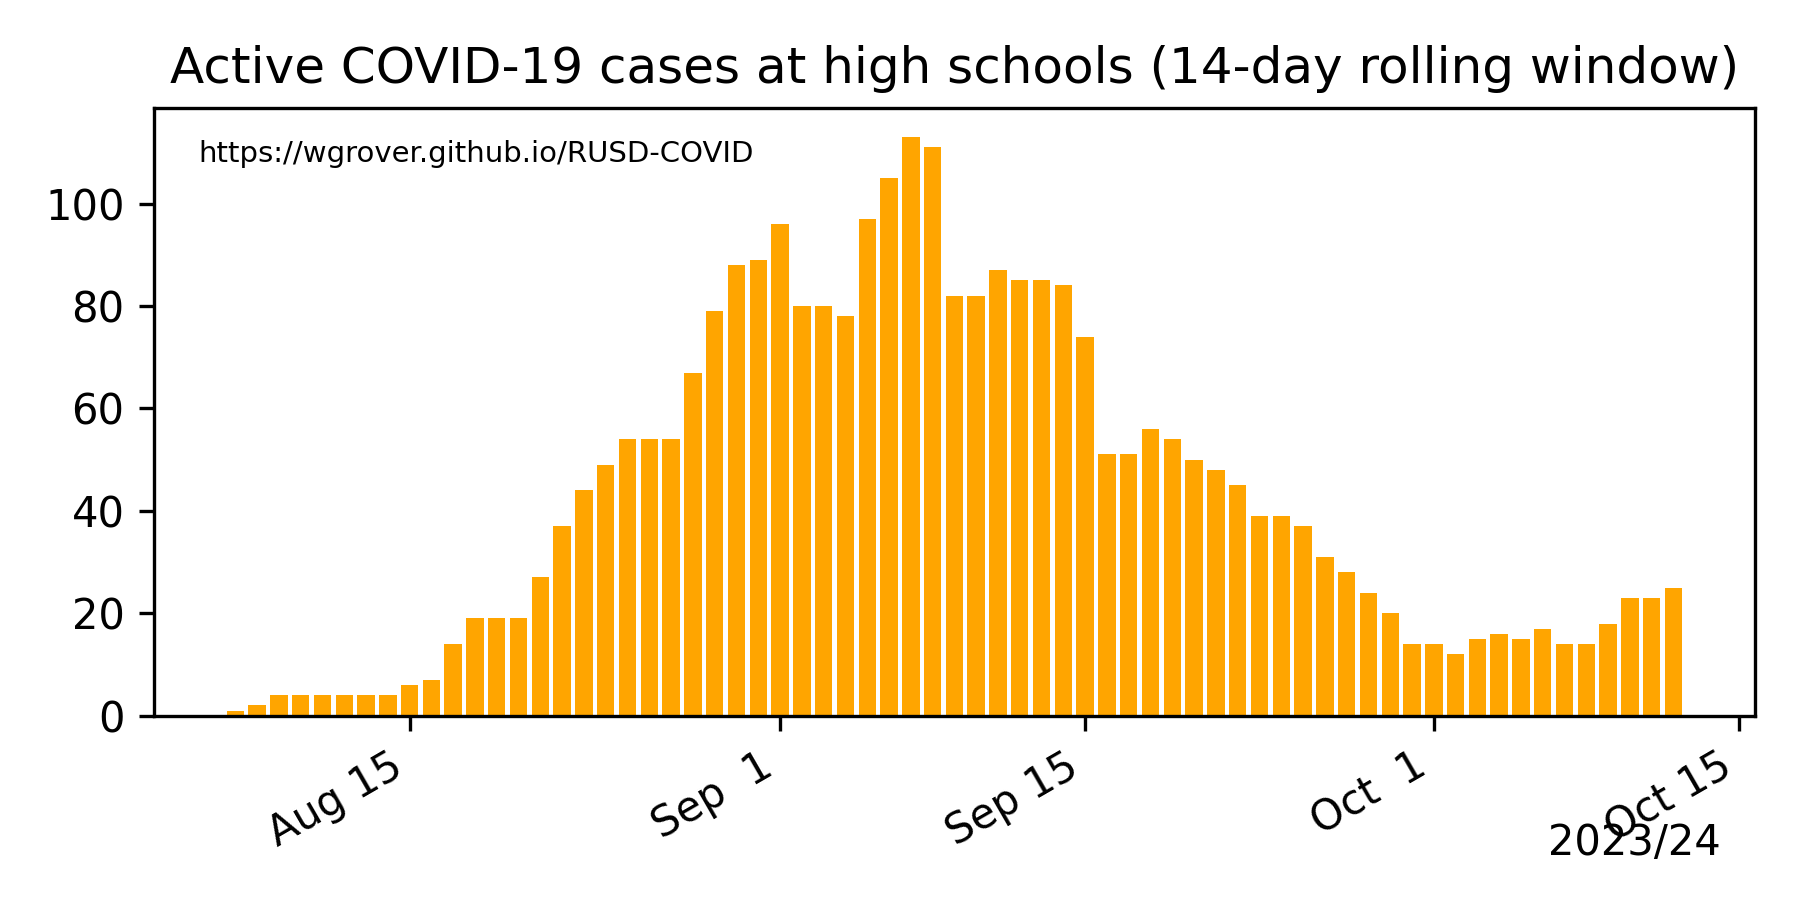 Active COVID-19 cases at high schools (14-day rolling window)
https://wgrover.github.io/RUSD-COVID
100
80
60
40
20
0
Aug 15
Sep  1
Sep 15
Oct  1
Oct 15
2023/24